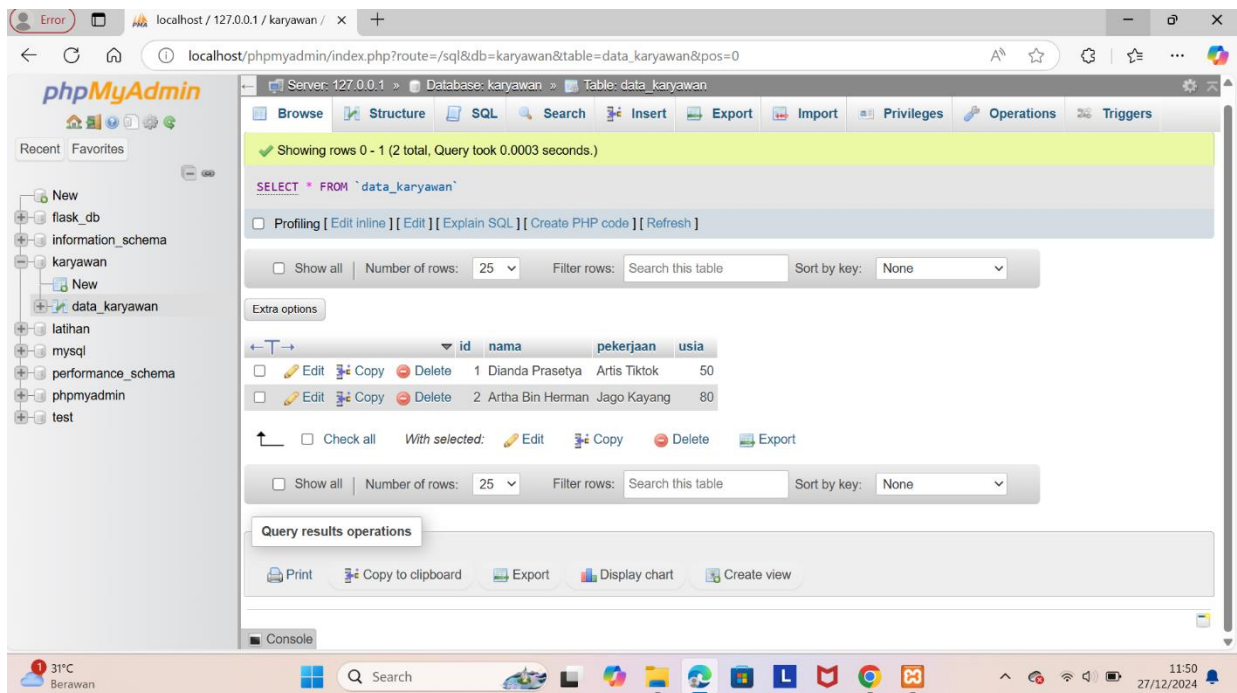 Error
localhost / 127.0.0.1 / karyawan /
localhost/phpmyadmin/index.php?route=/sql&db=karyawan&table=data_karyawan&pos=0
phpMyAdmin
Recent Favorites
New
flask_db
information_schema
karyawan
New
data_karyawan
latihan
mysql
performance_schema
phpmyadmin
test
Server: 127.0.0.1 » Database: karyawan » Table: data_karyawan
Browse Structure SQL Search Insert Export Import Privileges Operations Triggers
Showing rows 0 - 1 (2 total, Query took 0.0003 seconds.)
SELECT * FROM `data_karyawan`
Profiling [ Edit inline ] [ Edit ] [ Explain SQL ] [ Create PHP code ] [ Refresh ]
Show all | Number of rows: 25 Filter rows: Search this table Sort by key: None
Extra options
←T→ id nama pekerjaan usia
Edit Copy Delete 1 Dianda Prasetya Artis Tiktok 50
Edit Copy Delete 2 Artha Bin Herman Jago Kayang 80
Check all With selected: Edit Copy Delete Export
Show all | Number of rows: 25 Filter rows: Search this table Sort by key: None
Query results operations
Print Copy to clipboard Export Display chart Create view
Console
1 31°C
Berawan
Search
L
11:50
27/12/2024